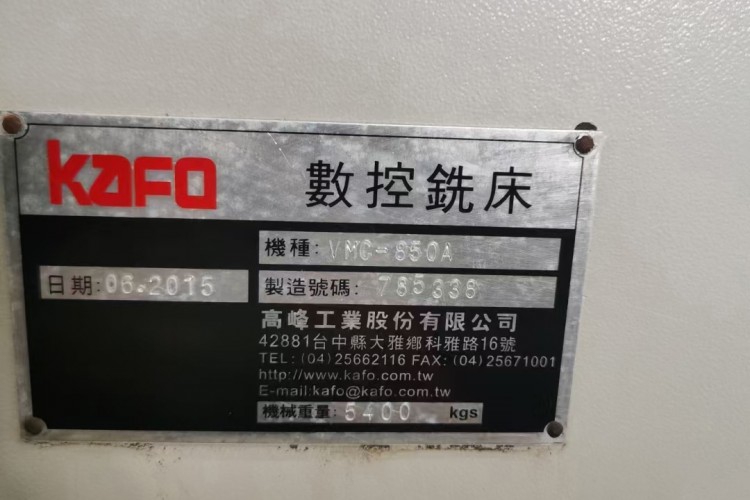 KAFO 數控銑床
機種: VMC-850A
日期: 06.2015
製造號碼: 785338
高峰工業股份有限公司
42881台中縣大雅鄉科雅路16號
TEL: (04)25662116 FAX: (04)25671001
http://www.kafo.com.tw
E-mail:kafo@kafo.com.tw
機械重量: 5400 kgs